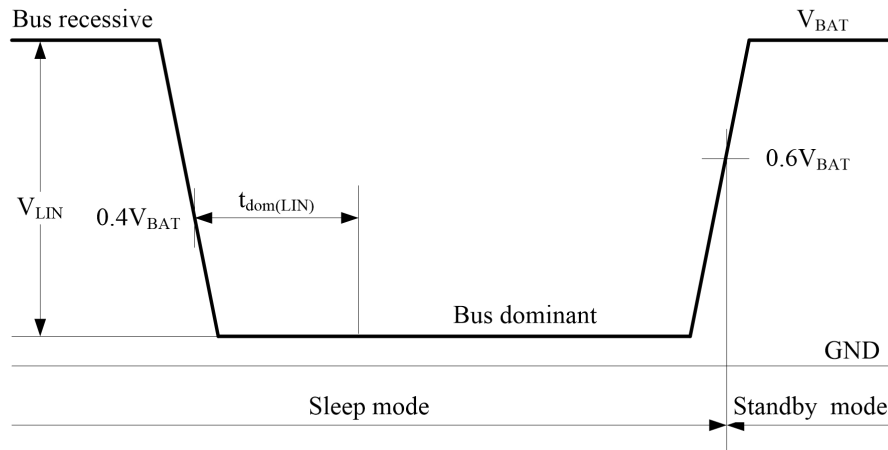 Bus recessive
V_BAT
0.6V_BAT
V_LIN
0.4V_BAT
t_dom(LIN)
Bus dominant
GND
Sleep mode
Standby mode